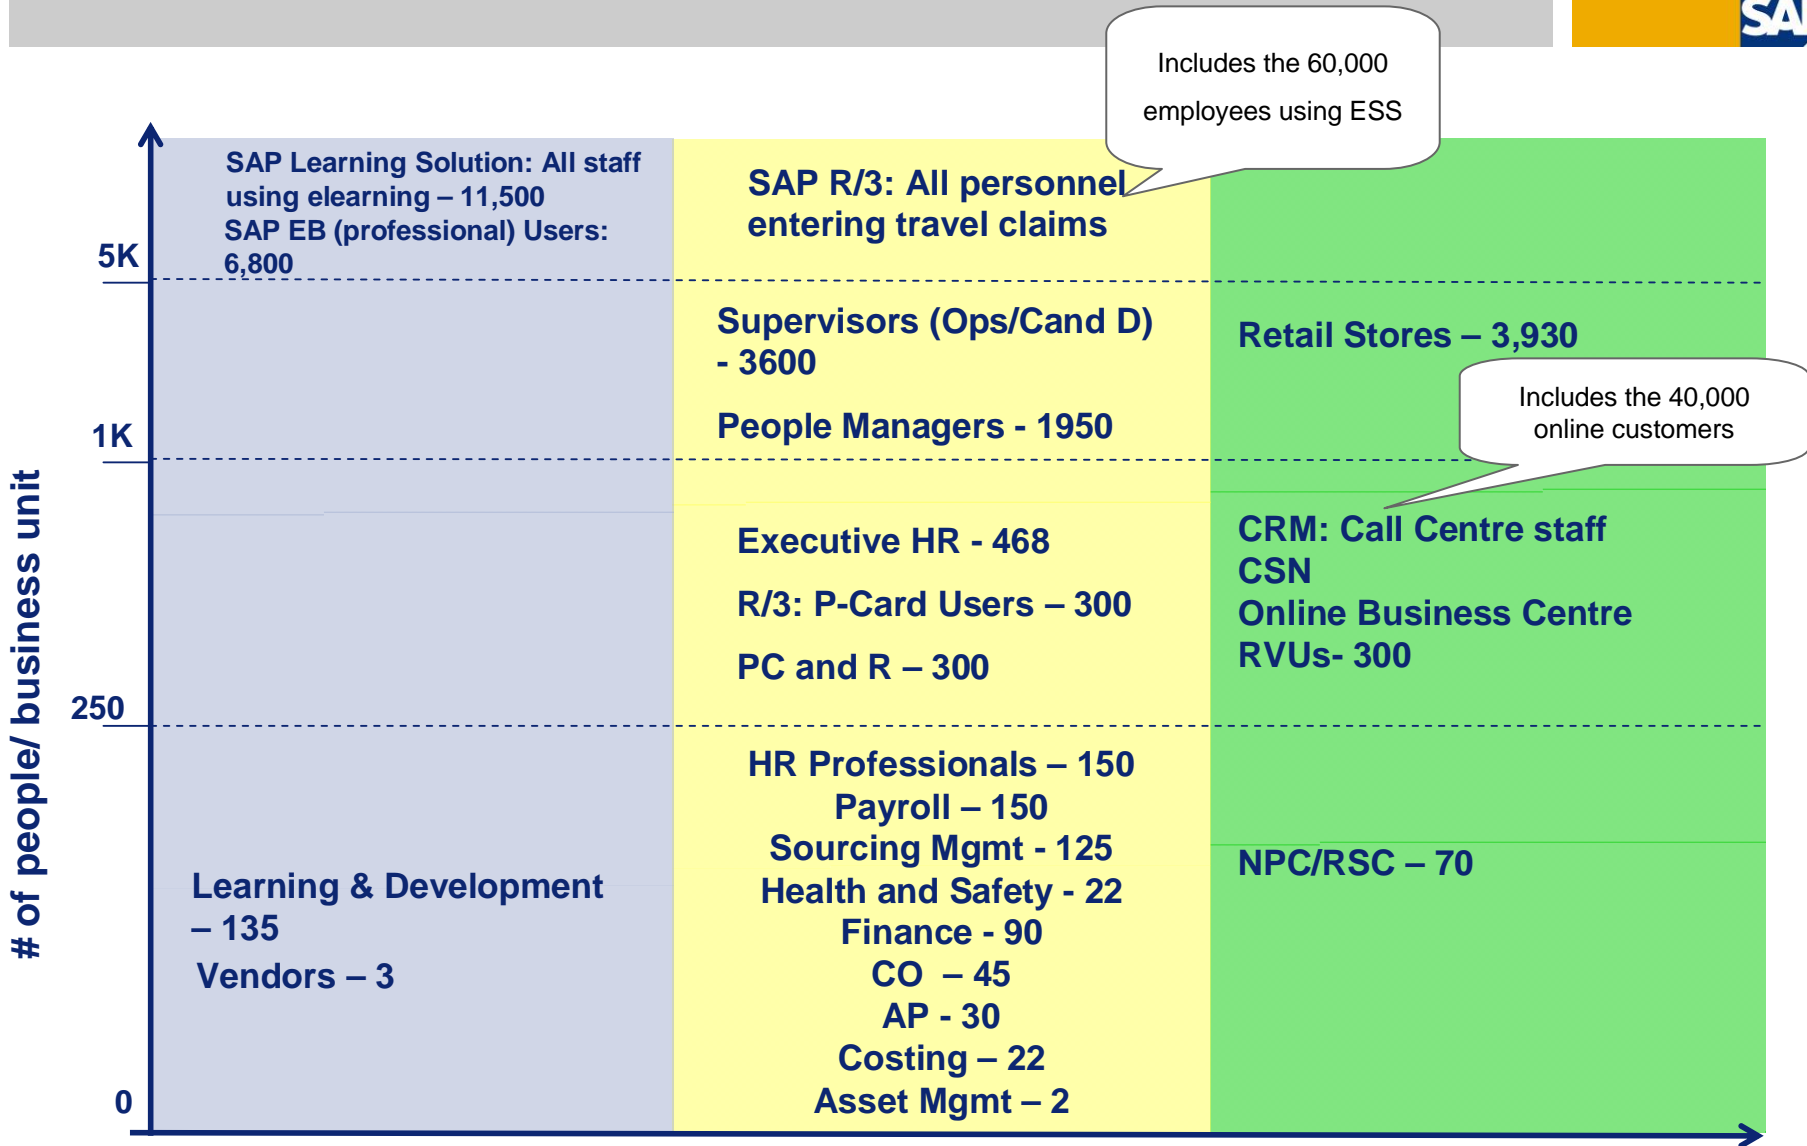 SAP
Includes the 60,000
employees using ESS
SAP Learning Solution: All staff
using elearning – 11,500
SAP EB (professional) Users:
6,800
SAP R/3: All personnel
entering travel claims
5K
Supervisors (Ops/Cand D)
- 3600
People Managers - 1950
Retail Stores – 3,930
Includes the 40,000
online customers
1K
Executive HR - 468
R/3: P-Card Users – 300
PC and R – 300
CRM: Call Centre staff
CSN
Online Business Centre
RVUs- 300
# of people/ business unit
250
HR Professionals – 150
Payroll – 150
Sourcing Mgmt - 125
Health and Safety - 22
Finance - 90
CO – 45
AP - 30
Costing – 22
Asset Mgmt – 2
NPC/RSC – 70
Learning & Development
– 135
Vendors – 3
0